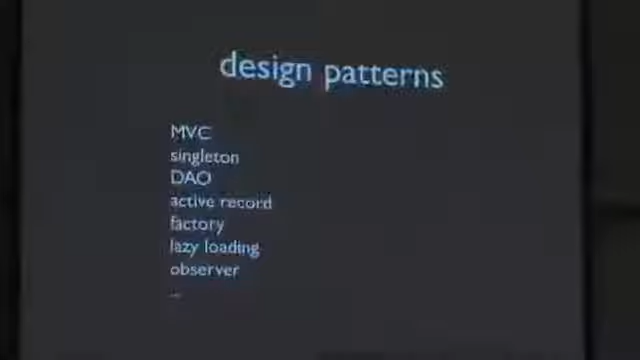 design patterns
MVC
singleton
DAO
active record
factory
lazy loading
observer
...